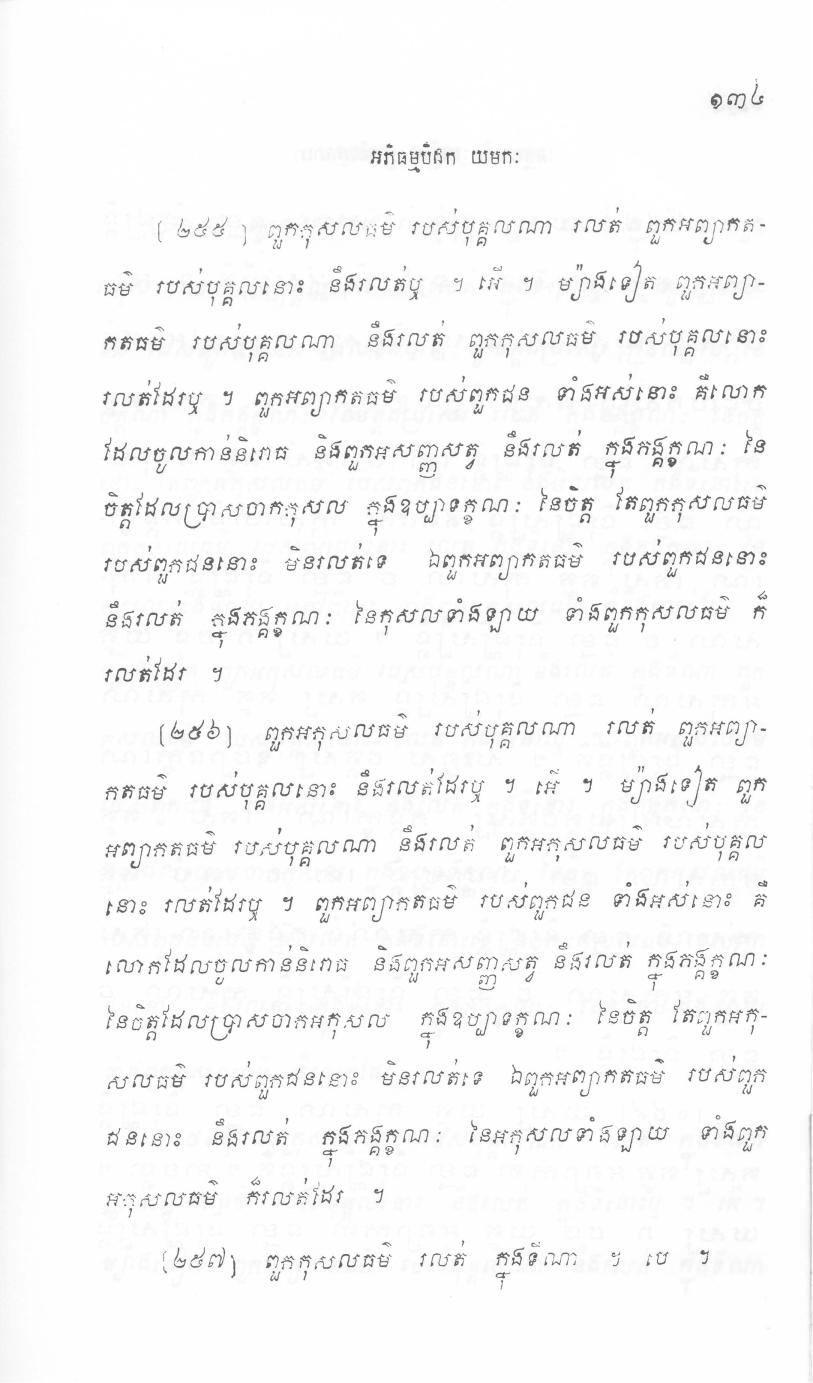 ១៣៤
អភិធម្មបិដក យមកៈ
(២៥៥) ពួកកុសលធម៌ របស់បុគ្គលណា រលត់ ពួកអព្យាកត-
ធម៌ របស់បុគ្គលនោះ នឹងរលត់ឬ ។ អើ ។ ម្យ៉ាងទៀត ពួកអព្យា-
កតធម៌ របស់បុគ្គលណា នឹងរលត់ ពួកកុសលធម៌ របស់បុគ្គលនោះ
រលត់ដែរឬ ។ ពួកអព្យាកតធម៌ របស់ពួកជន ទាំងអស់នោះ គឺលោក
ដែលចូលកាន់និរោធ និងពួកអសញ្ញសត្វ នឹងរលត់ ក្នុងភង្គក្ខណៈ នៃ
ចិត្តដែលប្រាសចាកកុសល ក្នុងឧប្បាទក្ខណៈ នៃចិត្ត តែពួកកុសលធម៌
របស់ពួកជននោះ មិនរលត់ទេ ឯពួកអព្យាកតធម៌ របស់ពួកជននោះ
នឹងរលត់ ក្នុងភង្គក្ខណៈ នៃកុសលទាំងឡាយ ទាំងពួកកុសលធម៌ ក៏
រលត់ដែរ ។
(២៥៦) ពួកអកុសលធម៌ របស់បុគ្គលណា រលត់ ពួកអព្យា-
កតធម៌ របស់បុគ្គលនោះ នឹងរលត់ដែរឬ ។ អើ ។ ម្យ៉ាងទៀត ពួក
អព្យាកតធម៌ របស់បុគ្គលណា នឹងរលត់ ពួកអកុសលធម៌ របស់បុគ្គល
នោះ រលត់ដែរឬ ។ ពួកអព្យាកតធម៌ របស់ពួកជន ទាំងអស់នោះ គឺ
លោកដែលចូលកាន់និរោធ និងពួកអសញ្ញសត្វ នឹងរលត់ ក្នុងភង្គក្ខណៈ
នៃចិត្តដែលប្រាសចាកអកុសល ក្នុងឧប្បាទក្ខណៈ នៃចិត្ត តែពួកអកុ-
សលធម៌ របស់ពួកជននោះ មិនរលត់ទេ ឯពួកអព្យាកតធម៌ របស់ពួក
ជននោះ នឹងរលត់ ក្នុងភង្គក្ខណៈ នៃអកុសលទាំងឡាយ ទាំងពួក
អកុសលធម៌ ក៏រលត់ដែរ ។
(២៥៧) ពួកកុសលធម៌ រលត់ ក្នុងទីណា ។ បេ ។